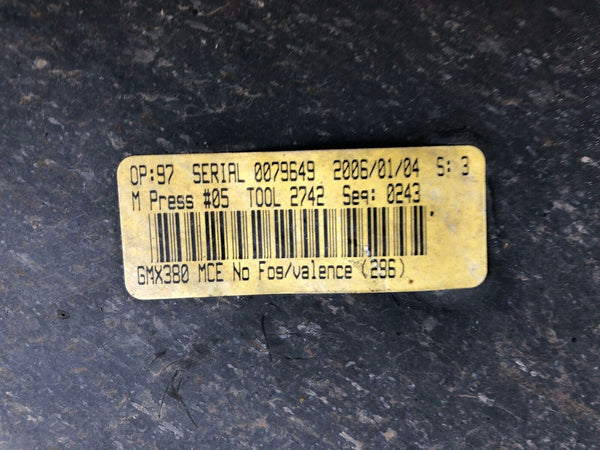 OP:97 SERIAL 0079649 2006/01/04 S: 3
M Press #05 TOOL 2742 Seq: 0243
GMX380 MCE No Fog/valence (296)